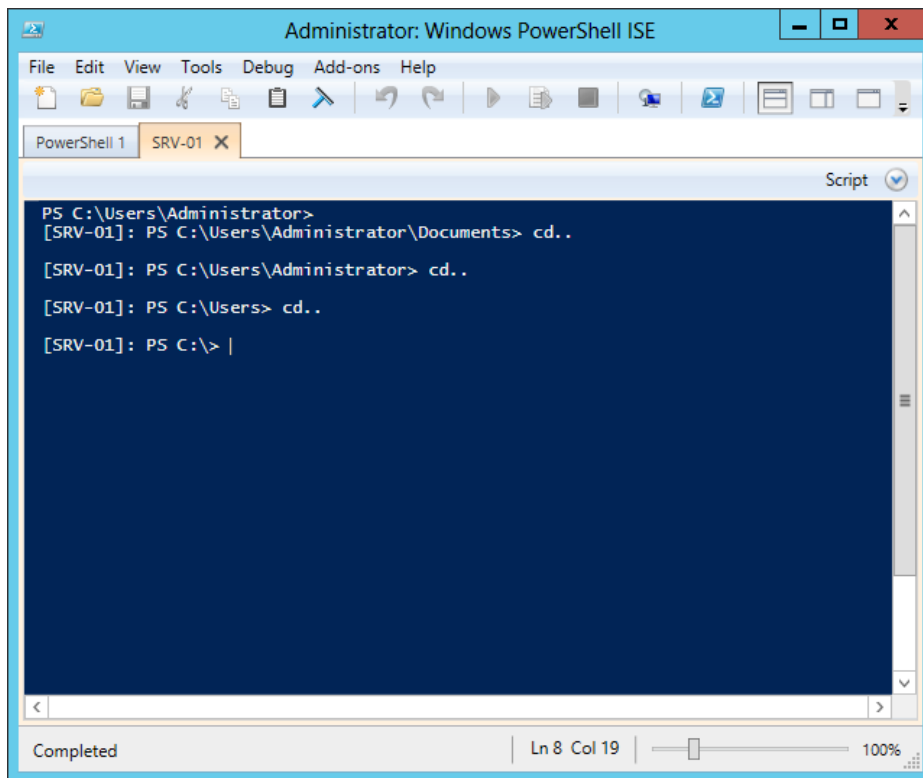 Administrator: Windows PowerShell ISE
File Edit View Tools Debug Add-ons Help
PowerShell 1 SRV-01
Script
PS C:\Users\Administrator>
[SRV-01]: PS C:\Users\Administrator\Documents> cd..
[SRV-01]: PS C:\Users\Administrator> cd..
[SRV-01]: PS C:\Users> cd..
[SRV-01]: PS C:\>
Completed Ln 8 Col 19 100%